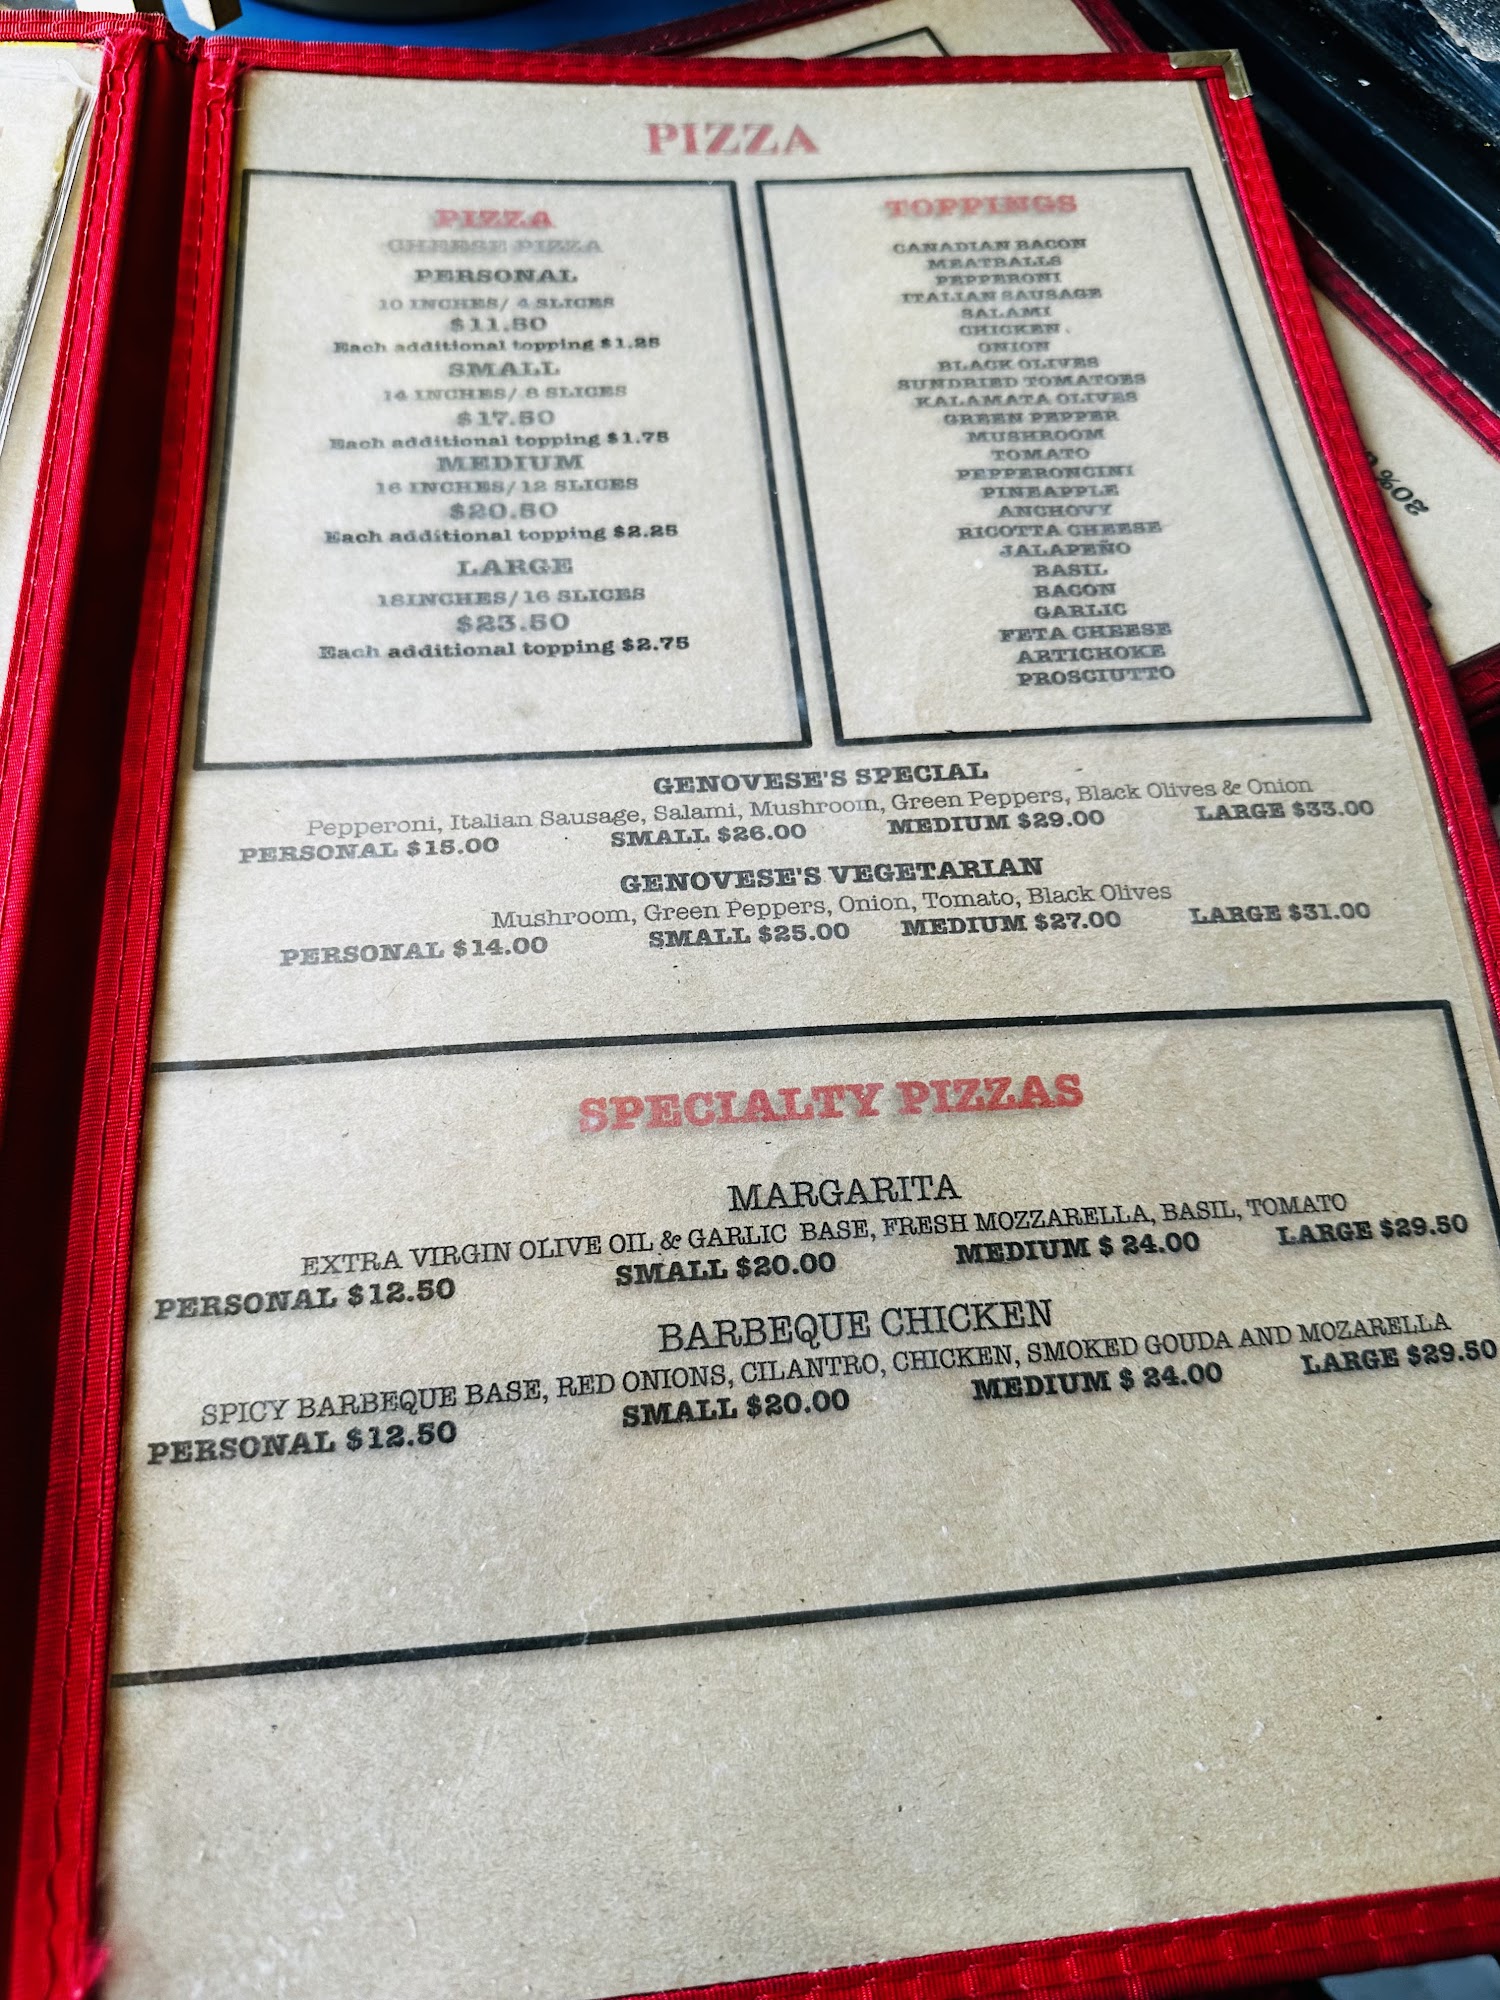 PIZZA
PIZZA
CHEESE PIZZA
PERSONAL
10 INCHES/ 4 SLICES
$11.50
Each additional topping $1.25
SMALL
14 INCHES/ 8 SLICES
$17.50
Each additional topping $1.75
MEDIUM
16 INCHES/12 SLICES
$20.50
Each additional topping $2.25
LARGE
18INCHES/16 SLICES
$23.50
Each additional topping $2.75
TOPPINGS
CANADIAN BACON
MEATBALLS
PEPPERONI
ITALIAN SAUSAGE
SALAMI
CHICKEN
ONION
BLACK OLIVES
SUNDRIED TOMATOES
KALAMATA OLIVES
GREEN PEPPER
MUSHROOM
TOMATO
PEPPERONCINI
PINEAPPLE
ANCHOVY
RICOTTA CHEESE
JALAPEÑO
BASIL
BACON
GARLIC
FETA CHEESE
ARTICHOKE
PROSCIUTTO
GENOVESE'S SPECIAL
Pepperoni, Italian Sausage, Salami, Mushroom, Green Peppers, Black Olives & Onion
PERSONAL $15.00 SMALL $26.00 MEDIUM $29.00 LARGE $33.00
GENOVESE'S VEGETARIAN
Mushroom, Green Peppers, Onion, Tomato, Black Olives
PERSONAL $14.00 SMALL $25.00 MEDIUM $27.00 LARGE $31.00
SPECIALTY PIZZAS
MARGARITA
EXTRA VIRGIN OLIVE OIL & GARLIC BASE, FRESH MOZZARELLA, BASIL, TOMATO
PERSONAL $12.50 SMALL $20.00 MEDIUM $ 24.00 LARGE $29.50
BARBEQUE CHICKEN
SPICY BARBEQUE BASE, RED ONIONS, CILANTRO, CHICKEN, SMOKED GOUDA AND MOZARELLA
PERSONAL $12.50 SMALL $20.00 MEDIUM $ 24.00 LARGE $29.50
20%